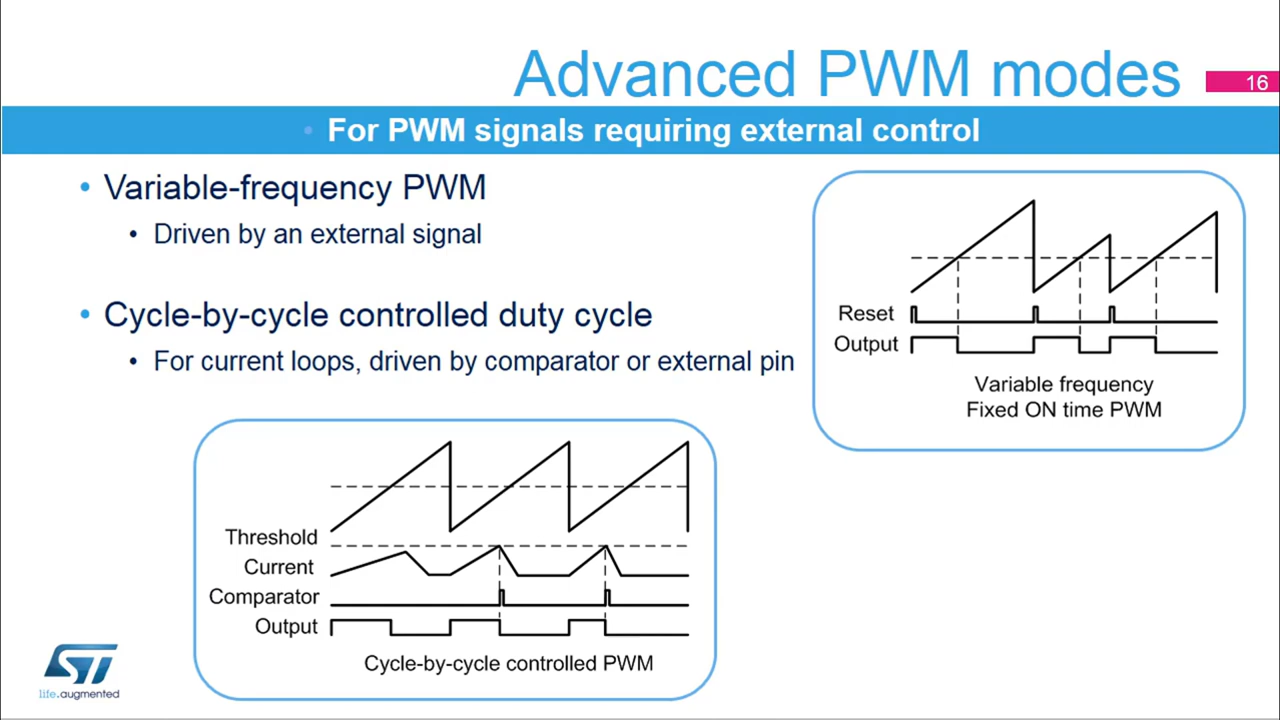 Advanced PWM modes
16
• For PWM signals requiring external control
• Variable-frequency PWM
• Driven by an external signal
• Cycle-by-cycle controlled duty cycle
• For current loops, driven by comparator or external pin
Reset
Output
Variable frequency
Fixed ON time PWM
Threshold
Current
Comparator
Output
Cycle-by-cycle controlled PWM
ST
life.augmented